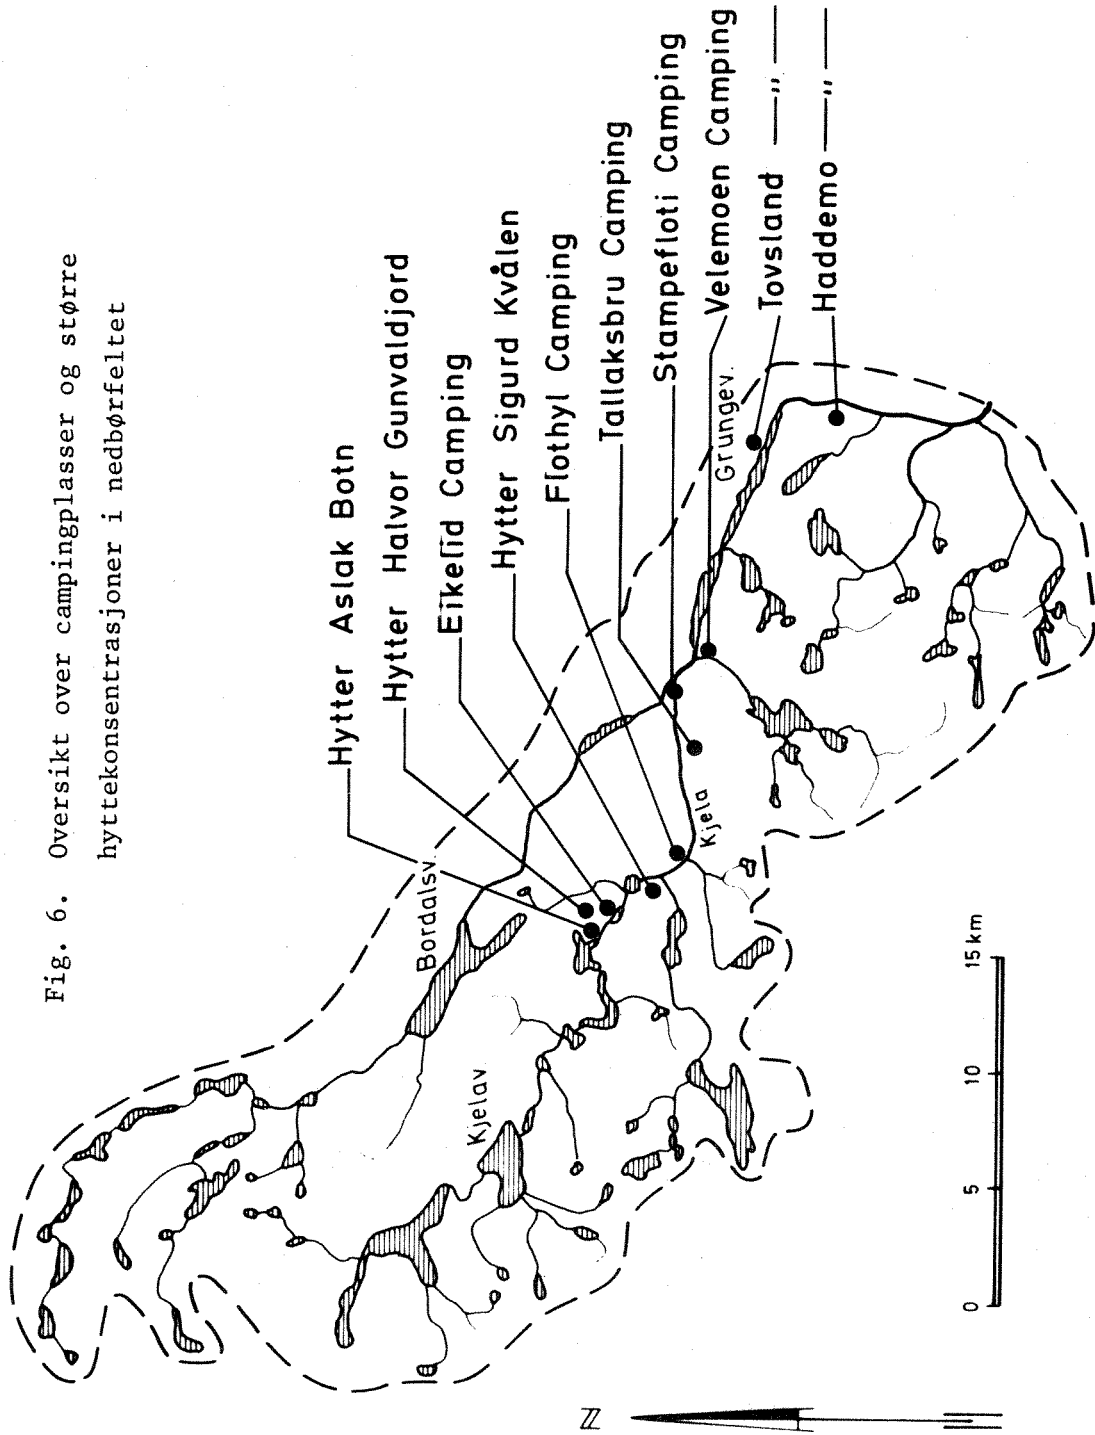 Fig. 6. Oversikt over campingplasser og større
hyttekonsentrasjoner i nedbørfeltet
Hytter Aslak Botn
Hytter Halvor Gunvaldjord
Eikelid Camping
Hytter Sigurd Kvålen
Flothyl Camping
Tallaksbru Camping
Stampefloti Camping
Velemoen Camping
Tovsland —〃—
Haddemo —〃—
Bordalsv.
Grungev.
Kjela
Kjelav
0 5 10 15 km
N